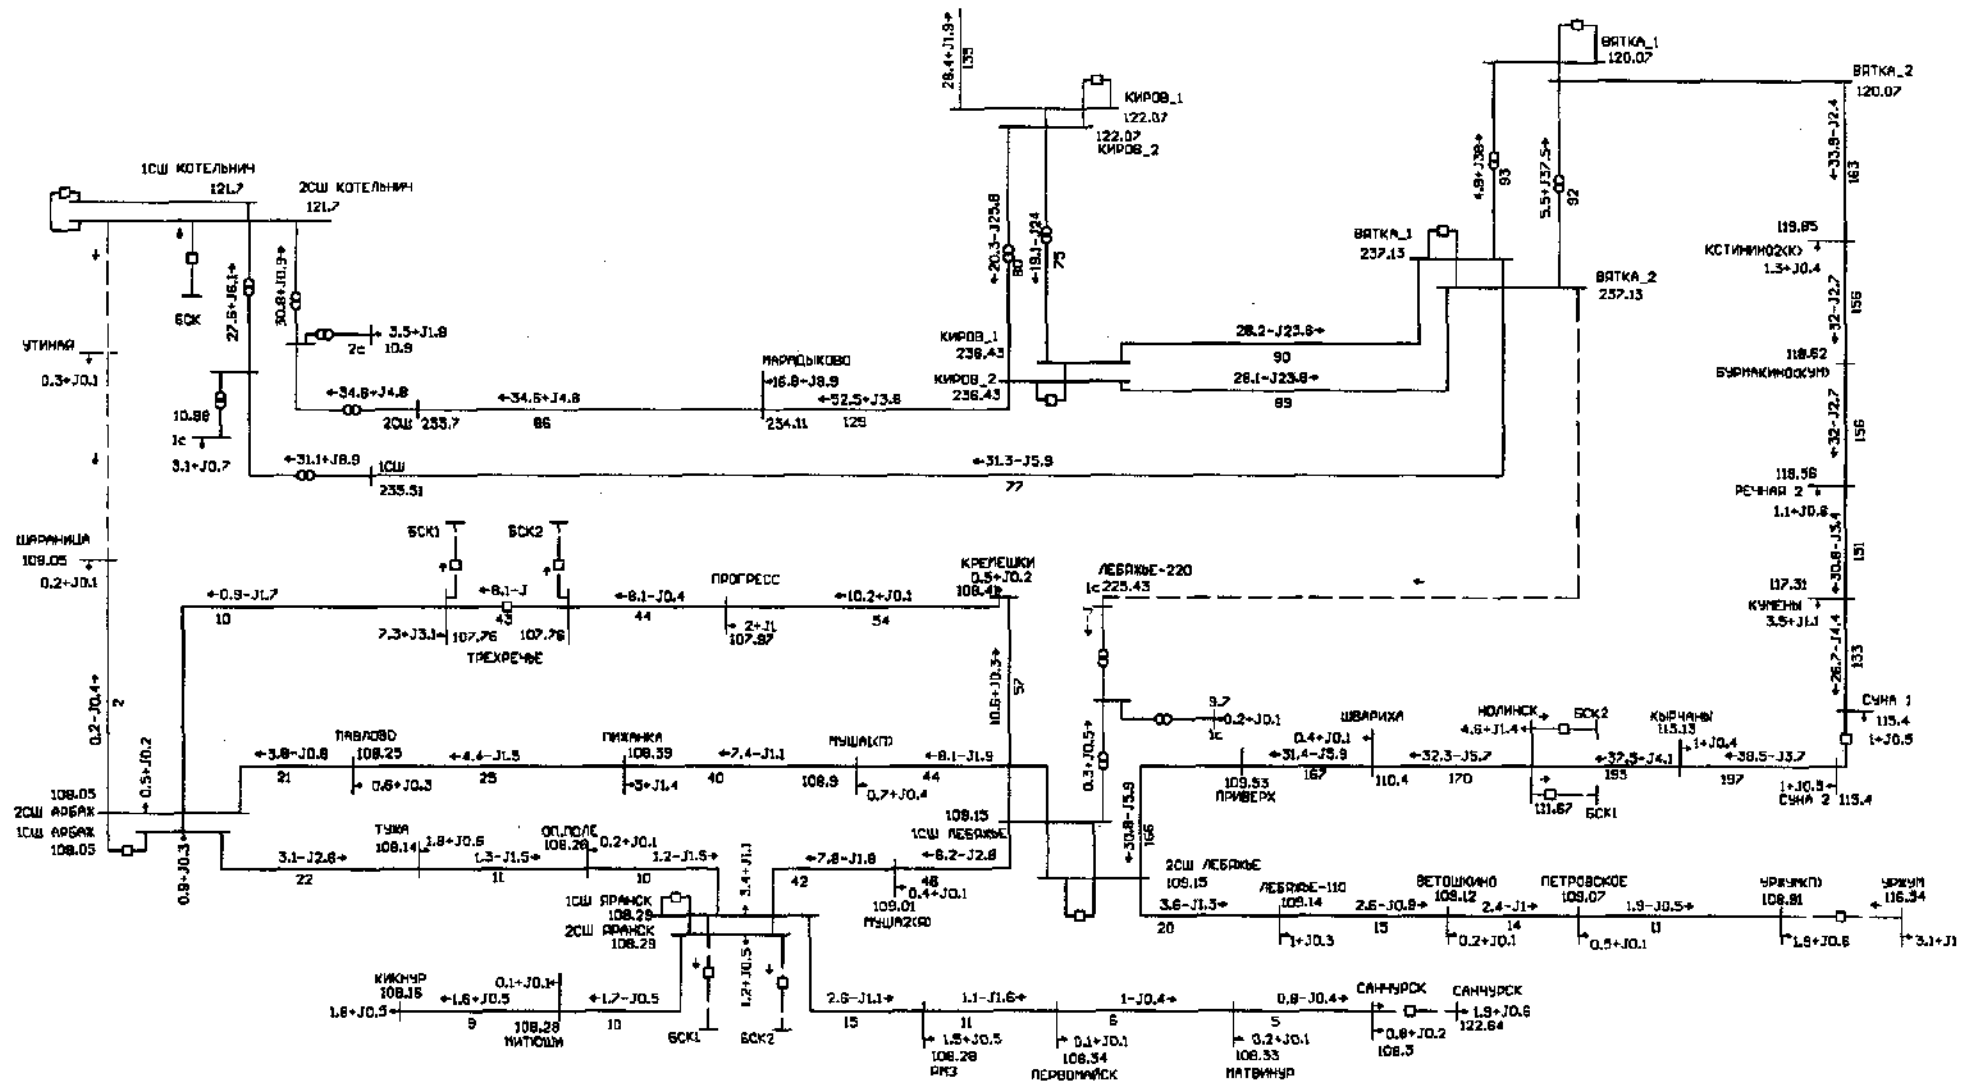 28.4+J1.9→
135
КИРОВ_1
122.07
122.07
КИРОВ_2
ВЯТКА_1
120.07
ВЯТКА_2
120.07
←33.9-J2.4
163
1СШ КОТЕЛЬНИЧ
121.7
2СШ КОТЕЛЬНИЧ
121.7
БСК
27.6+J6.1→
30.8+J0.9→
←20.3-J25.8
80
←19.1-J24
75
4.8+J38→
93
5.5+J37.5→
92
ВЯТКА_1
237.13
ВЯТКА_2
237.13
119.85
КСТИНИНО2(К)
1.3+J0.4
←32-J2.7
156
118.62
БУРМАКИНО(КУМ)
←32-J2.7
156
118.56
РЕЧНАЯ 2
1.1+J0.6
←30.8-J3.4
151
117.31
КУМЕНЫ
3.5+J1.1
←26.7-J4.4
133
СУНА 1
115.4
1+J0.5
УТИНАЯ
0.3+J0.1
2с
3.5+J1.8
10.9
10.88
1с
3.1+J0.7
←34.6+J4.8
2СШ
233.7
←34.6+J4.8
86
МАРАДЫКОВО
16.8+J8.9
234.11
←52.5+J3.6
129
КИРОВ_1
236.43
КИРОВ_2
236.43
28.2-J23.6→
90
28.1-J23.6→
89
←31.1+J8.9
1СШ
235.51
←31.3-J5.9
77
ШАРАНИЦА
108.05
0.2+J0.1
0.2-J0.4→
2
БСК1
БСК2
←0.9-J1.7
10
←8.1-J
43
7.3+J3.1
107.76
107.76
ТРЕХРЕЧЬЕ
←8.1-J0.4
44
ПРОГРЕСС
2+J1
107.97
←10.2+J0.1
54
КРЕМЕШКИ
0.5+J0.2
108.41
10.6+J0.3→
57
ЛЕБЯЖЬЕ-220
1с
225.43
←-J
9.7
0.2+J0.1
1с
0.3+J0.5→
ПАВЛОВО
←3.8-J0.8
21
108.25
0.6+J0.3
←4.4-J1.5
25
ПИЖАНКА
108.39
3+J1.4
←7.4-J1.1
40
МУША(П)
108.9
0.7+J0.4
←8.1-J1.9
44
0.5+J0.2
108.05
2СШ АРБАЖ
1СШ АРБАЖ
108.05
0.9+J0.3
3.1-J2.6
22
ТУЖА
108.14
1.8+J0.6
1.3-J1.5→
11
ОП.ПОЛЕ
108.26
0.2+J0.1
1.2-J1.5→
10
3.4+J1.1
←7.8-J1.8
42
←8.2-J2.8
46
0.4+J0.1
109.01
МУША2(Я)
109.15
1СШ ЛЕБЯЖЬЕ
←30.8-J5.9
166
109.53
ПРИВЕРХ
←31.4-J5.9
167
ШВАРИХА
0.4+J0.1
110.4
←32.3-J5.7
170
НОЛИНСК
4.6+J1.4
БСК2
111.67
БСК1
←37.5-J4.1
193
КЫРЧАНЫ
113.13
1+J0.4
←38.5-J3.7
197
1+J0.5
СУНА 2
115.4
2СШ ЛЕБЯЖЬЕ
109.15
3.6-J1.3→
20
ЛЕБЯЖЬЕ-110
109.14
1+J0.3
2.6-J0.9→
15
ВЕТОШКИНО
109.12
0.2+J0.1
2.4-J1→
14
ПЕТРОВСКОЕ
109.07
0.5+J0.1
1.9-J0.5→
11
УРЖУМ(П)
108.91
1.9+J0.6
УРЖУМ
116.34
3.1+J1
1СШ ЯРАНСК
108.29
2СШ ЯРАНСК
108.29
1.2+J0.5
БСК1
БСК2
КИКНУР
108.16
1.6+J0.5
←1.6+J0.5
9
0.1+J0.1
108.28
МИТЮШИ
←1.7-J0.5
10
2.6-J1.1→
15
1.5+J0.5
108.28
ЯМЗ
1.1-J1.6→
11
0.1+J0.1
108.34
ПЕРВОМАЙСК
1-J0.4→
6
0.2+J0.1
108.33
МАТВИНУР
0.8-J0.4→
5
САНЧУРСК
0.8+J0.2
108.3
САНЧУРСК
1.9+J0.6
122.64